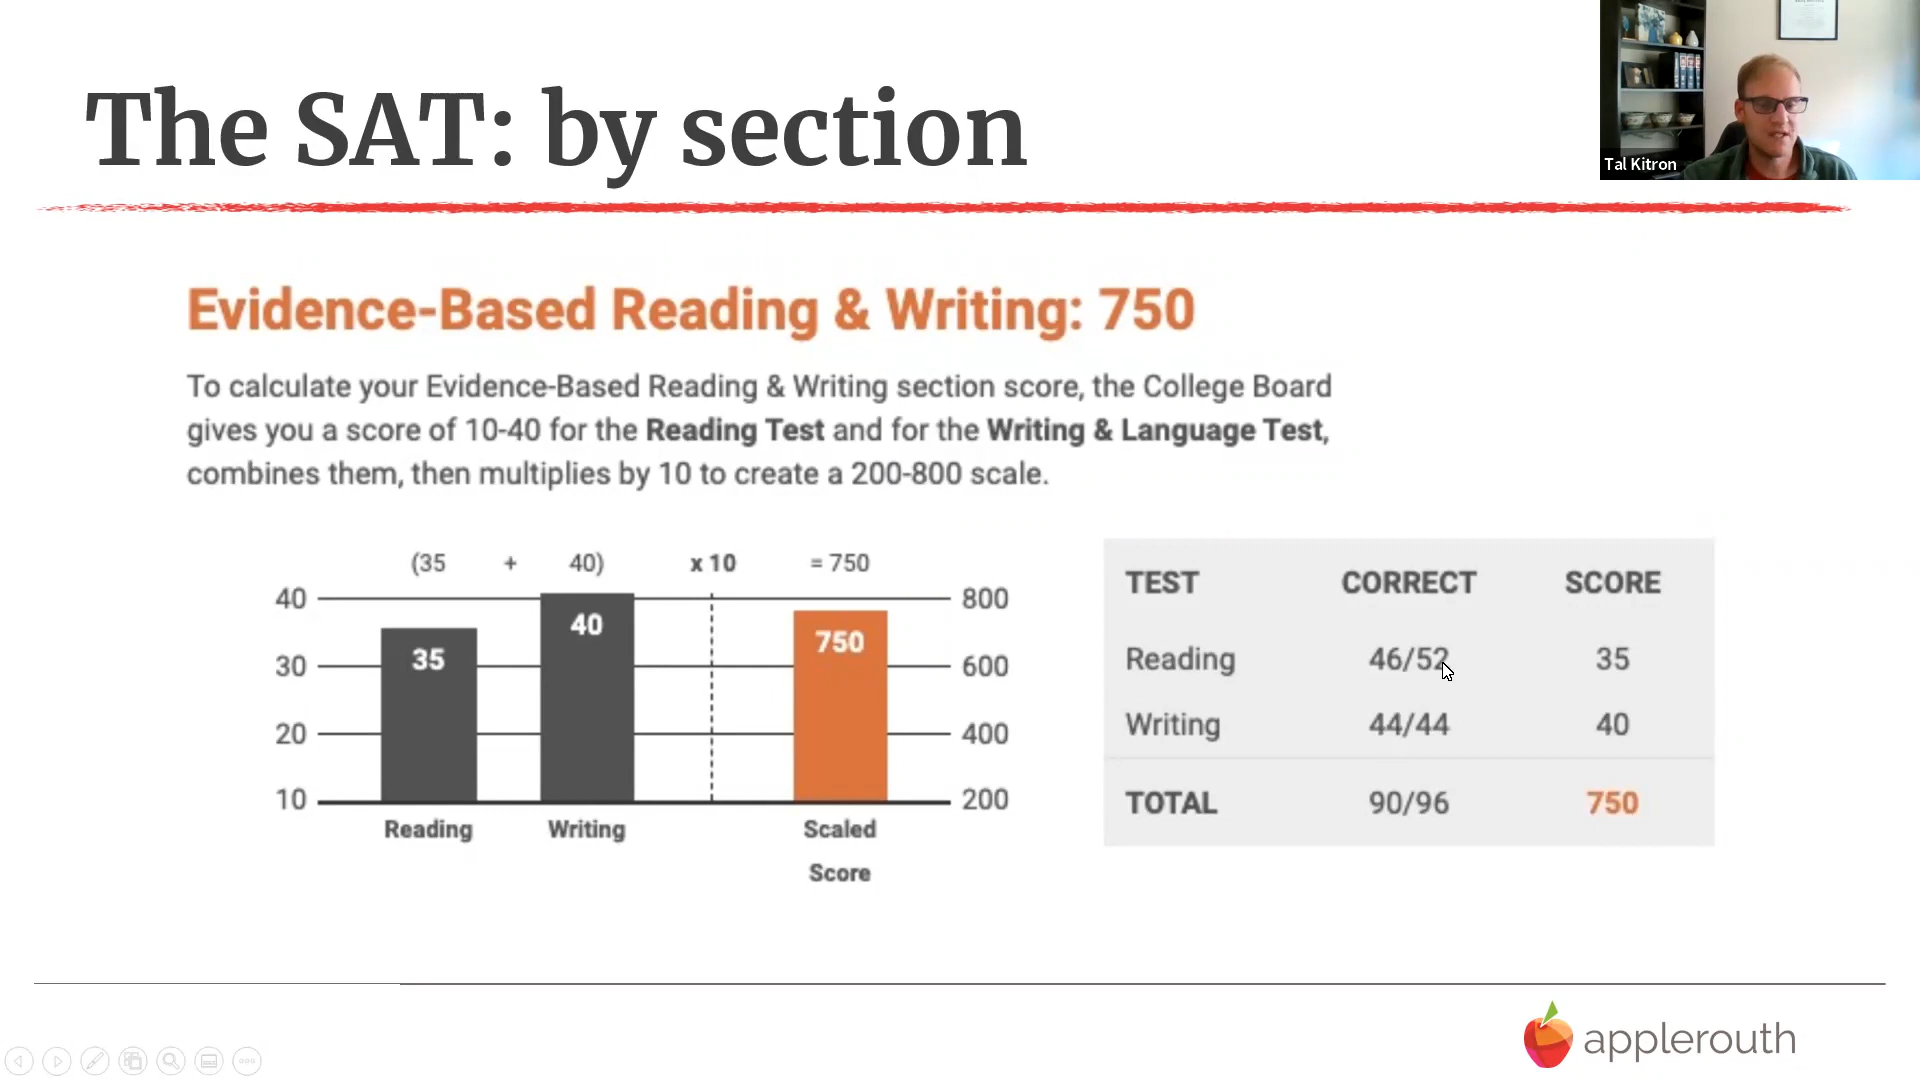 The SAT: by section
Tal Kitron
Evidence-Based Reading & Writing: 750
To calculate your Evidence-Based Reading & Writing section score, the College Board
gives you a score of 10-40 for the Reading Test and for the Writing & Language Test,
combines them, then multiplies by 10 to create a 200-800 scale.
(35 + 40) x 10 = 750
40 800
30 600
20 400
10 200
35 40 750
Reading Writing Scaled
Score
TEST CORRECT SCORE
Reading 46/52 35
Writing 44/44 40
TOTAL 90/96 750
applerouth